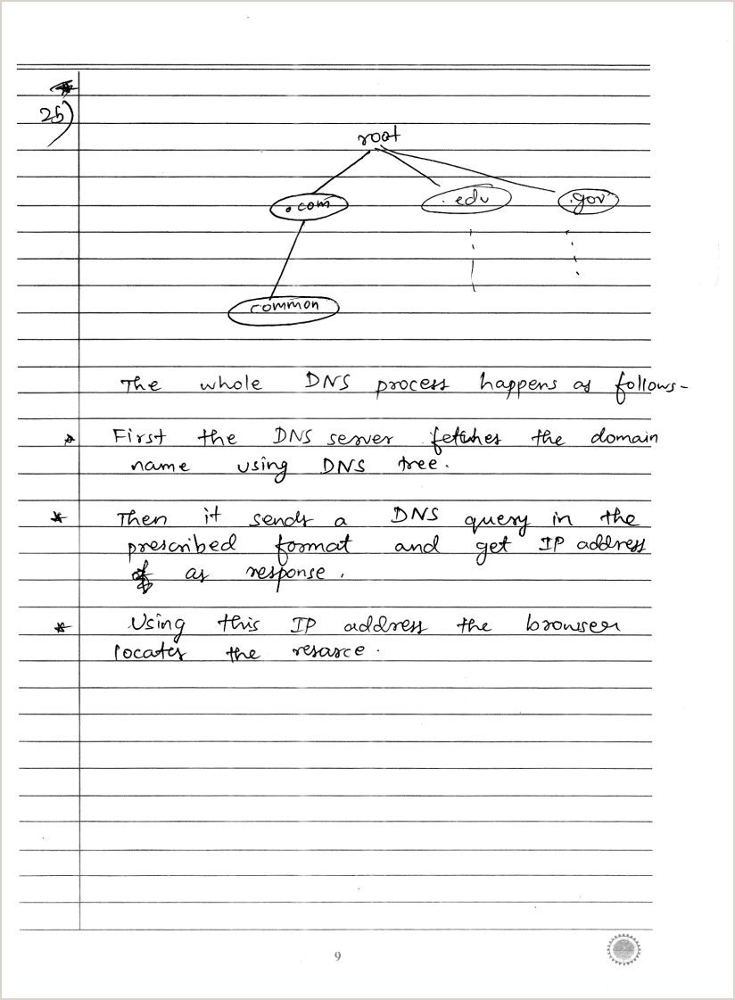 25)
root
.com .edu .gov
common
The whole DNS process happens as follows-
* First the DNS server fetches the domain
name using DNS tree.
* Then it sends a DNS query in the
prescribed format and get IP address
as response.
* Using this IP address the browser
locates the resarce.
9